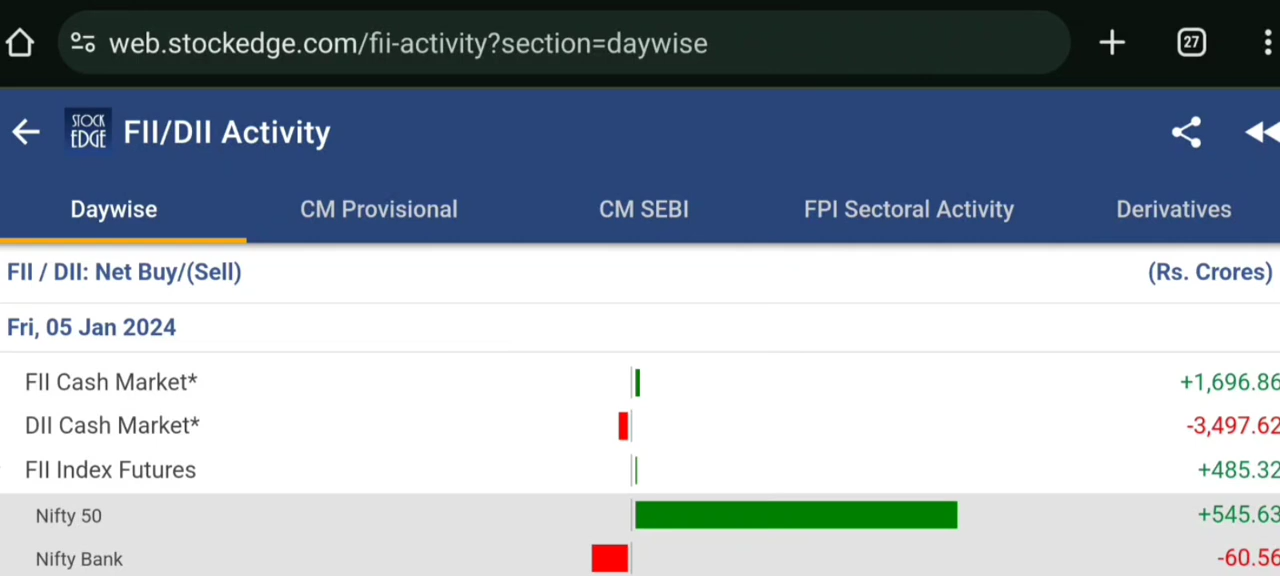 web.stockedge.com/fii-activity?section=daywise
27
STOCK EDGE
FII/DII Activity
Daywise CM Provisional CM SEBI FPI Sectoral Activity Derivatives
FII / DII: Net Buy/(Sell) (Rs. Crores)
Fri, 05 Jan 2024
FII Cash Market* +1,696.86
DII Cash Market* -3,497.62
FII Index Futures +485.32
Nifty 50 +545.63
Nifty Bank -60.56